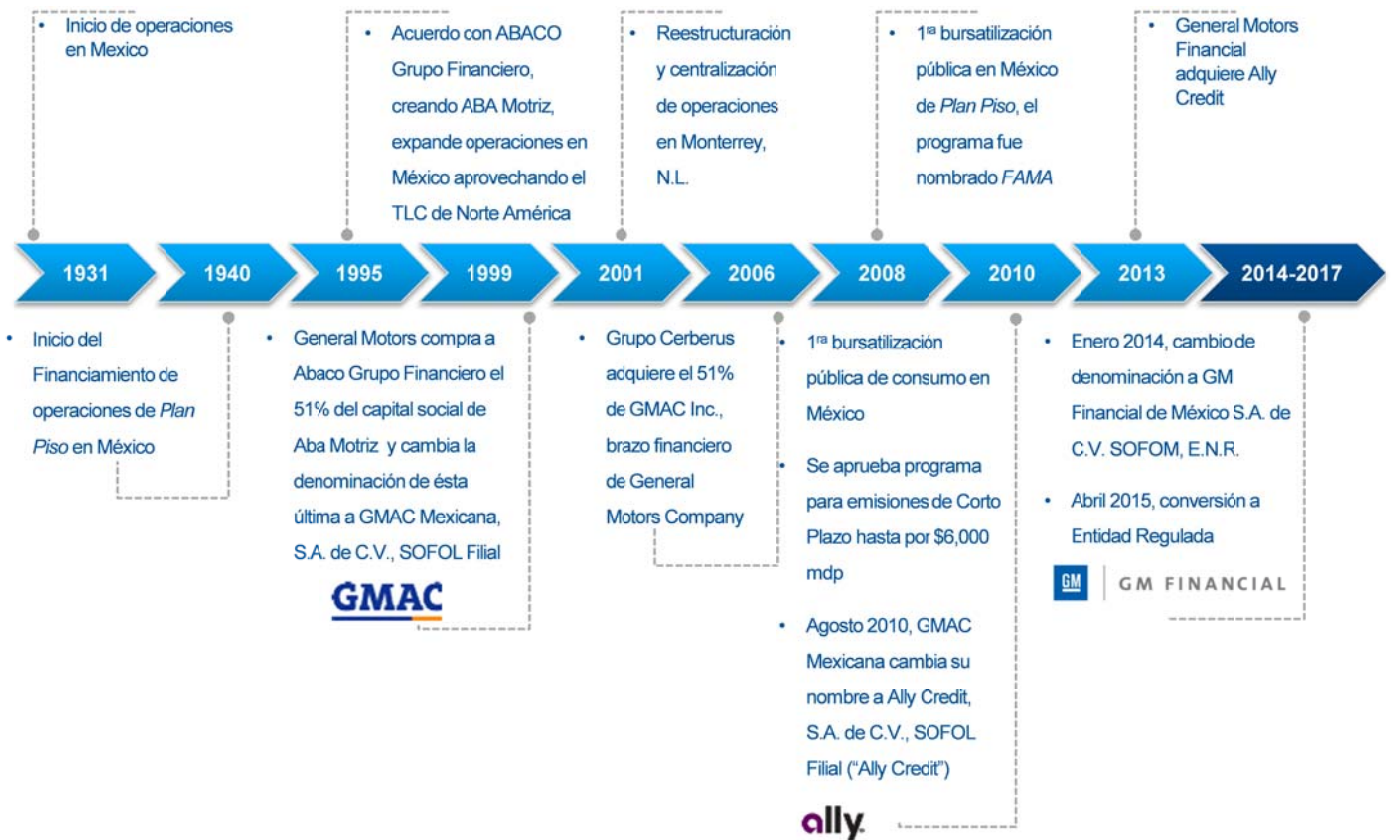 • Inicio de operaciones
en Mexico
• Acuerdo con ABACO
Grupo Financiero,
creando ABA Motriz,
expande operaciones en
México aprovechando el
TLC de Norte América
• Reestructuración
y centralización
de operaciones
en Monterrey,
N.L.
• 1ra bursatilización
pública en México
de Plan Piso, el
programa fue
nombrado FAMA
• General Motors
Financial
adquiere Ally
Credit
1931 1940 1995 1999 2001 2006 2008 2010 2013 2014-2017
• Inicio del
Financiamiento de
operaciones de Plan
Piso en México
• General Motors compra a
Abaco Grupo Financiero el
51% del capital social de
Aba Motriz y cambia la
denominación de ésta
última a GMAC Mexicana,
S.A. de C.V., SOFOL Filial
GMAC
• Grupo Cerberus
adquiere el 51%
de GMAC Inc.,
brazo financiero
de General
Motors Company
• 1ra bursatilización
pública de consumo en
México
• Se aprueba programa
para emisiones de Corto
Plazo hasta por $6,000
mdp
• Agosto 2010, GMAC
Mexicana cambia su
nombre a Ally Credit,
S.A. de C.V., SOFOL
Filial (“Ally Credit”)
ally.
• Enero 2014, cambio de
denominación a GM
Financial de México S.A. de
C.V. SOFOM, E.N.R.
• Abril 2015, conversión a
Entidad Regulada
GM | GM FINANCIAL